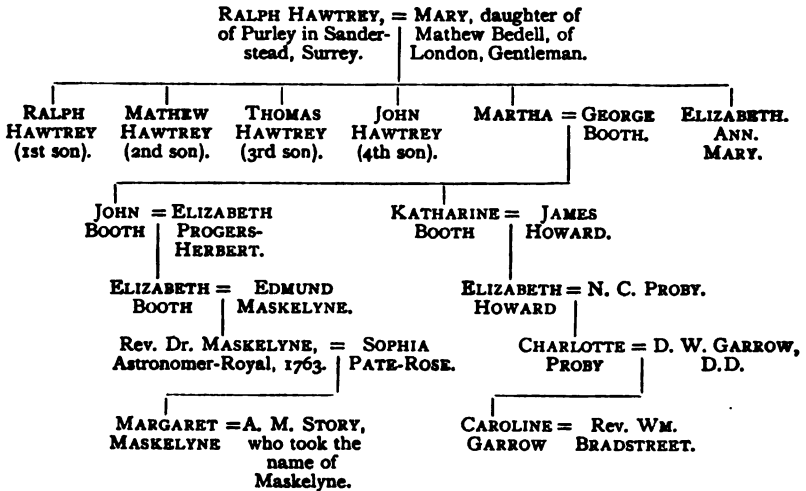 RALPH HAWTREY, = MARY, daughter of
of Purley in Sander- Mathew Bedell, of
stead, Surrey. London, Gentleman.
RALPH MATHEW THOMAS JOHN MARTHA = GEORGE ELIZABETH.
HAWTREY HAWTREY HAWTREY HAWTREY BOOTH. ANN.
(1st son). (2nd son). (3rd son). (4th son). MARY.
JOHN = ELIZABETH KATHARINE = JAMES
BOOTH PROGERS- BOOTH HOWARD.
HERBERT.
ELIZABETH = EDMUND ELIZABETH = N. C. PROBY.
BOOTH MASKELYNE. HOWARD
Rev. Dr. MASKELYNE, = SOPHIA CHARLOTTE = D. W. GARROW,
Astronomer-Royal, 1763. PATE-ROSE. PROBY D.D.
MARGARET = A. M. STORY, CAROLINE = Rev. WM.
MASKELYNE who took the GARROW BRADSTREET.
name of
Maskelyne.